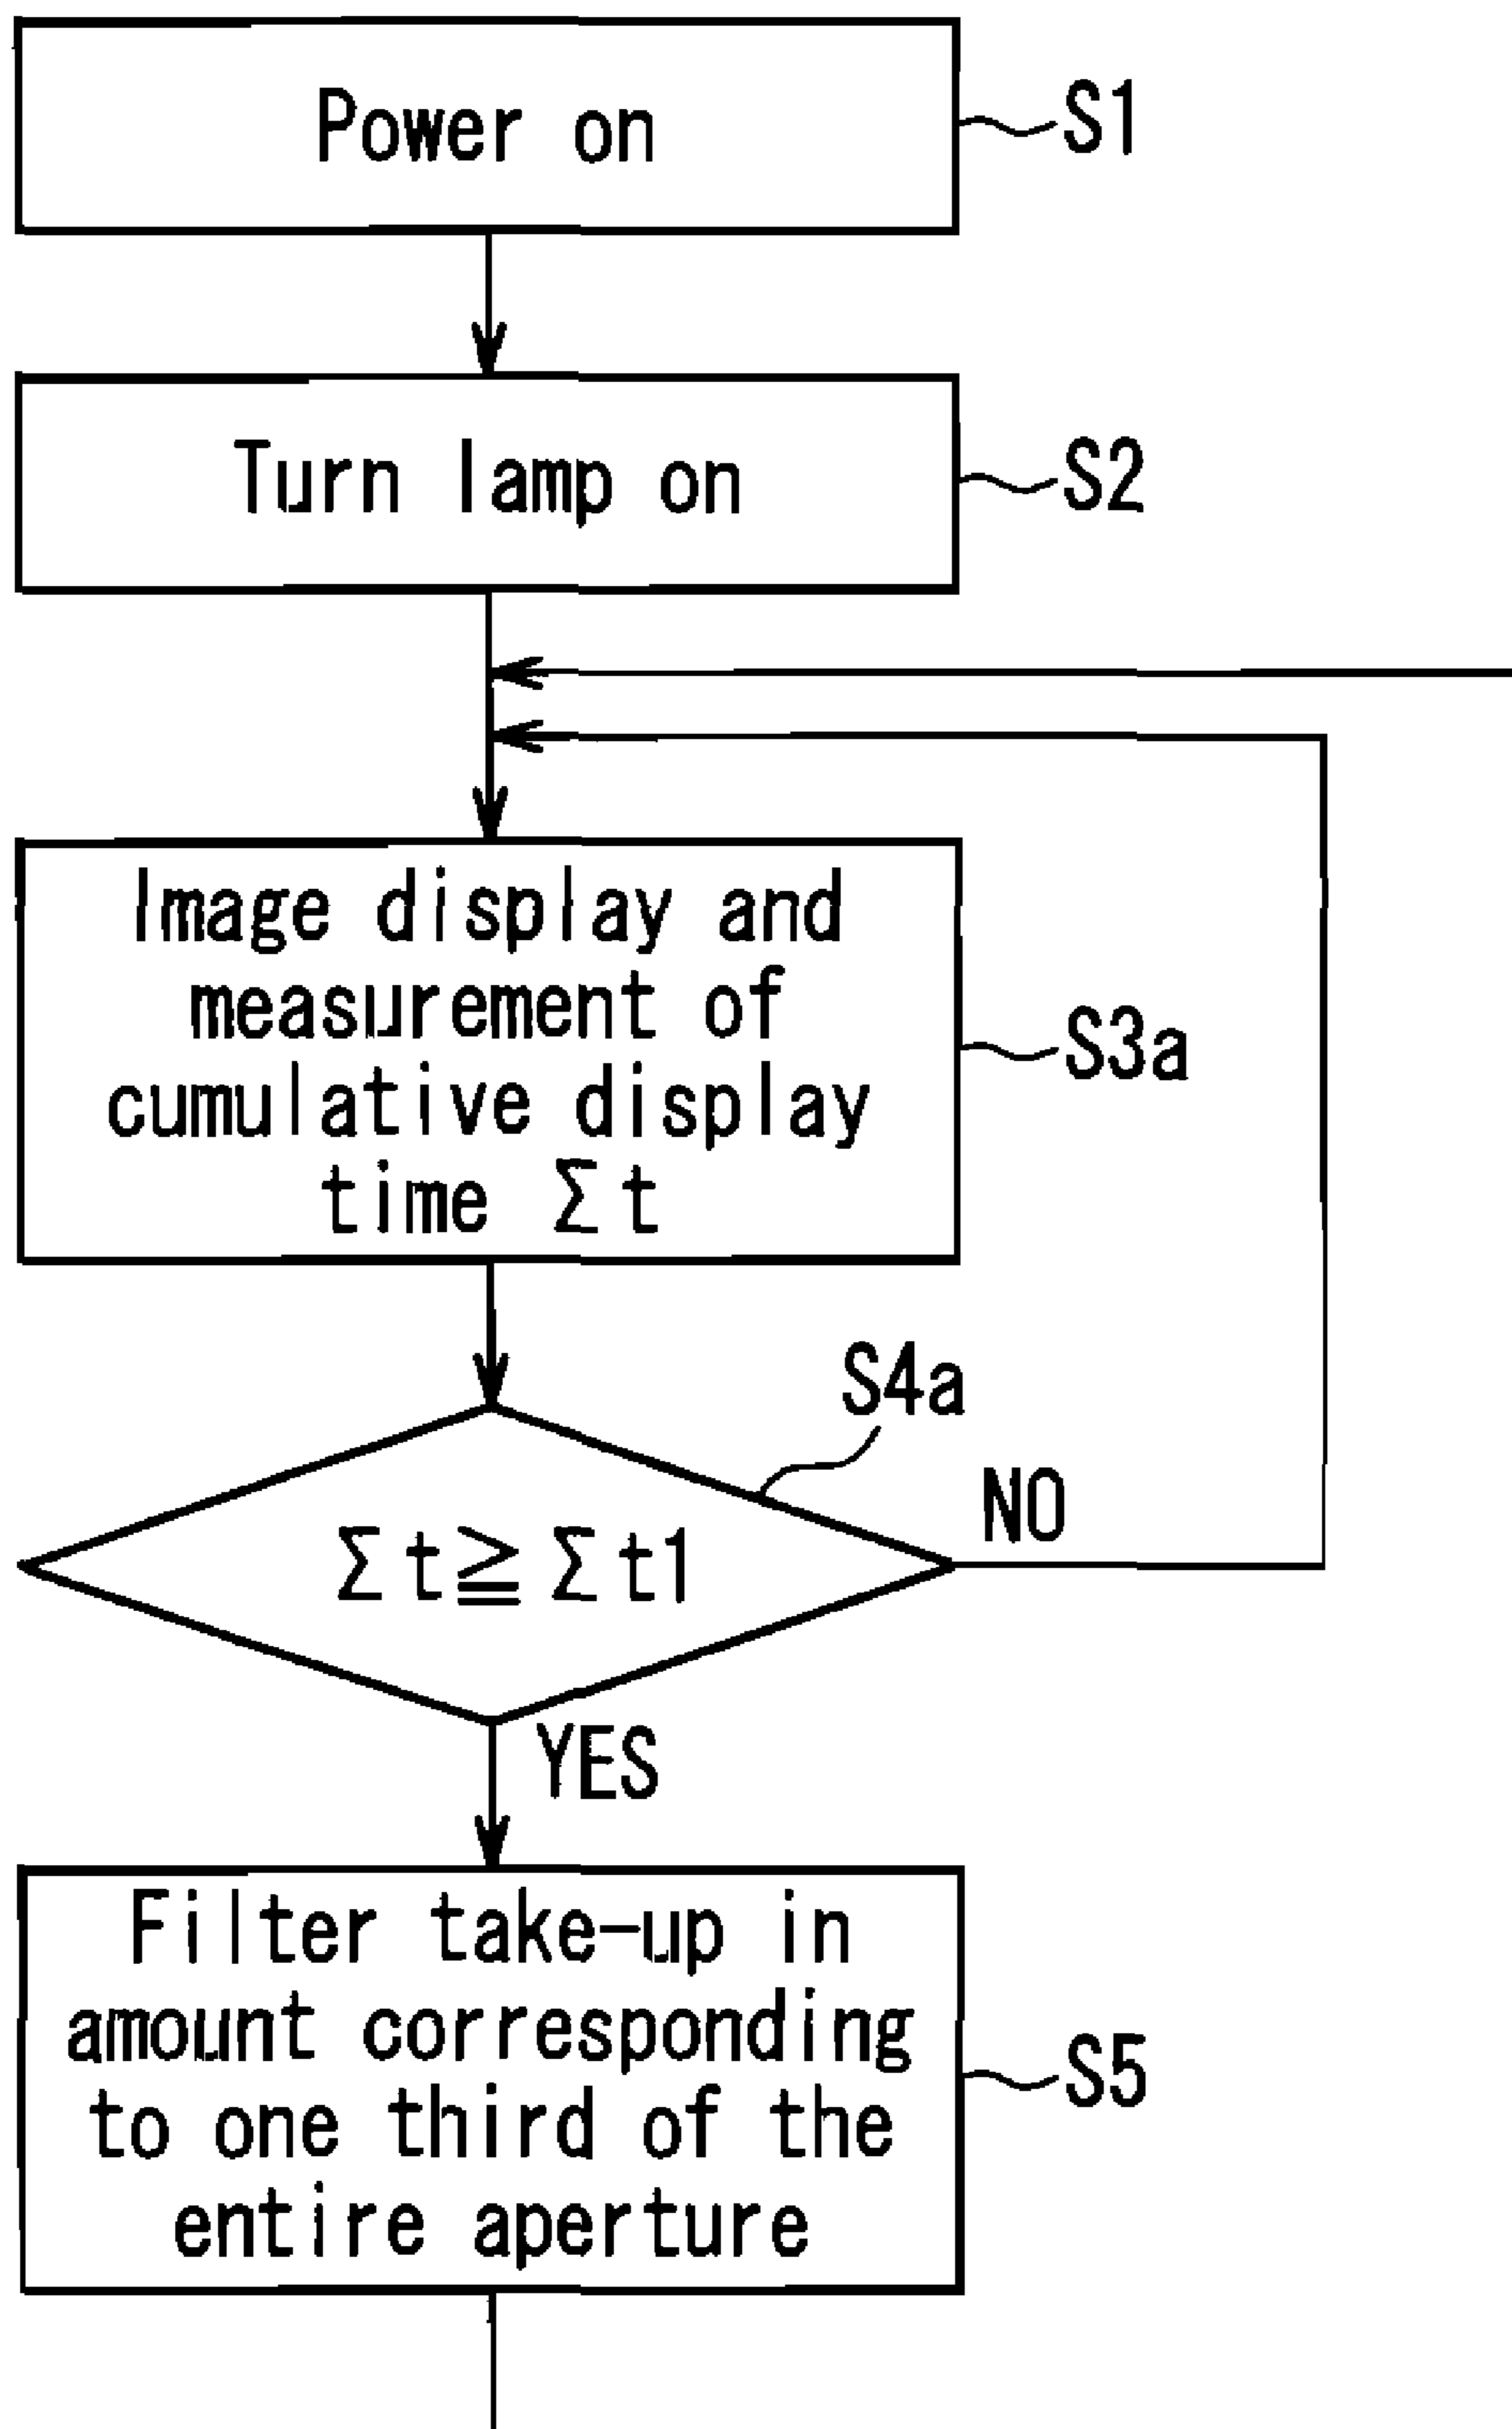 Power on
S1
Turn lamp on
S2
Image display and
measurement of
cumulative display
time Σt
S3a
S4a
Σt≧Σt1
NO
YES
Filter take-up in
amount corresponding
to one third of the
entire aperture
S5